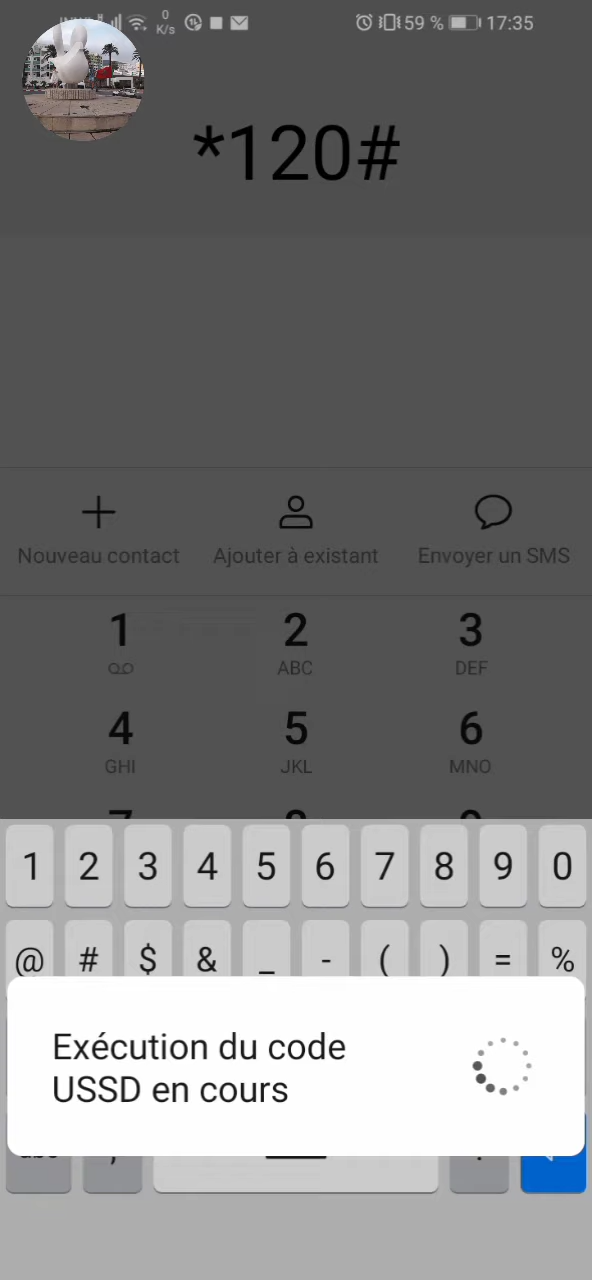 0
K/s
59 %
17:35
*120#
Nouveau contact
Ajouter à existant
Envoyer un SMS
1 2 3
ABC DEF
4 5 6
GHI JKL MNO
1 2 3 4 5 6 7 8 9 0
@ # $ & _ - ( ) = %
Exécution du code
USSD en cours